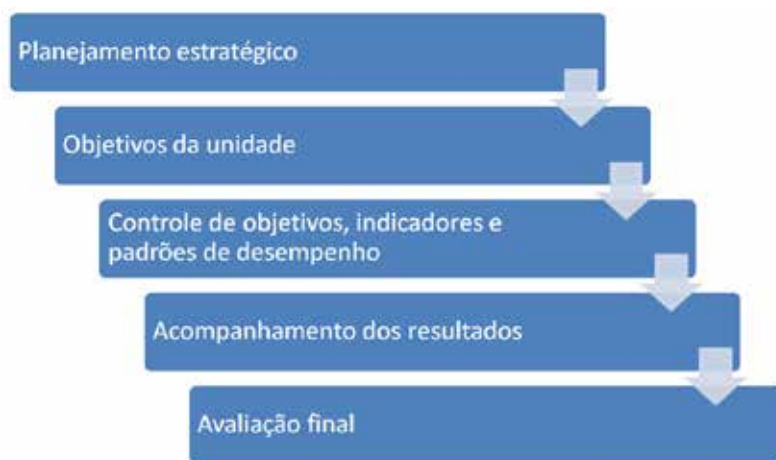 Planejamento estratégico
Objetivos da unidade
Controle de objetivos, indicadores e
padrões de desempenho
Acompanhamento dos resultados
Avaliação final